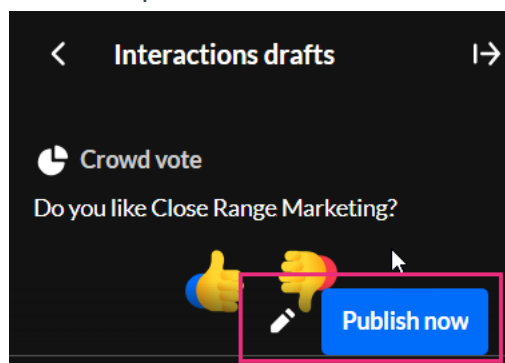 Interactions drafts
Crowd vote
Do you like Close Range Marketing?
Publish now